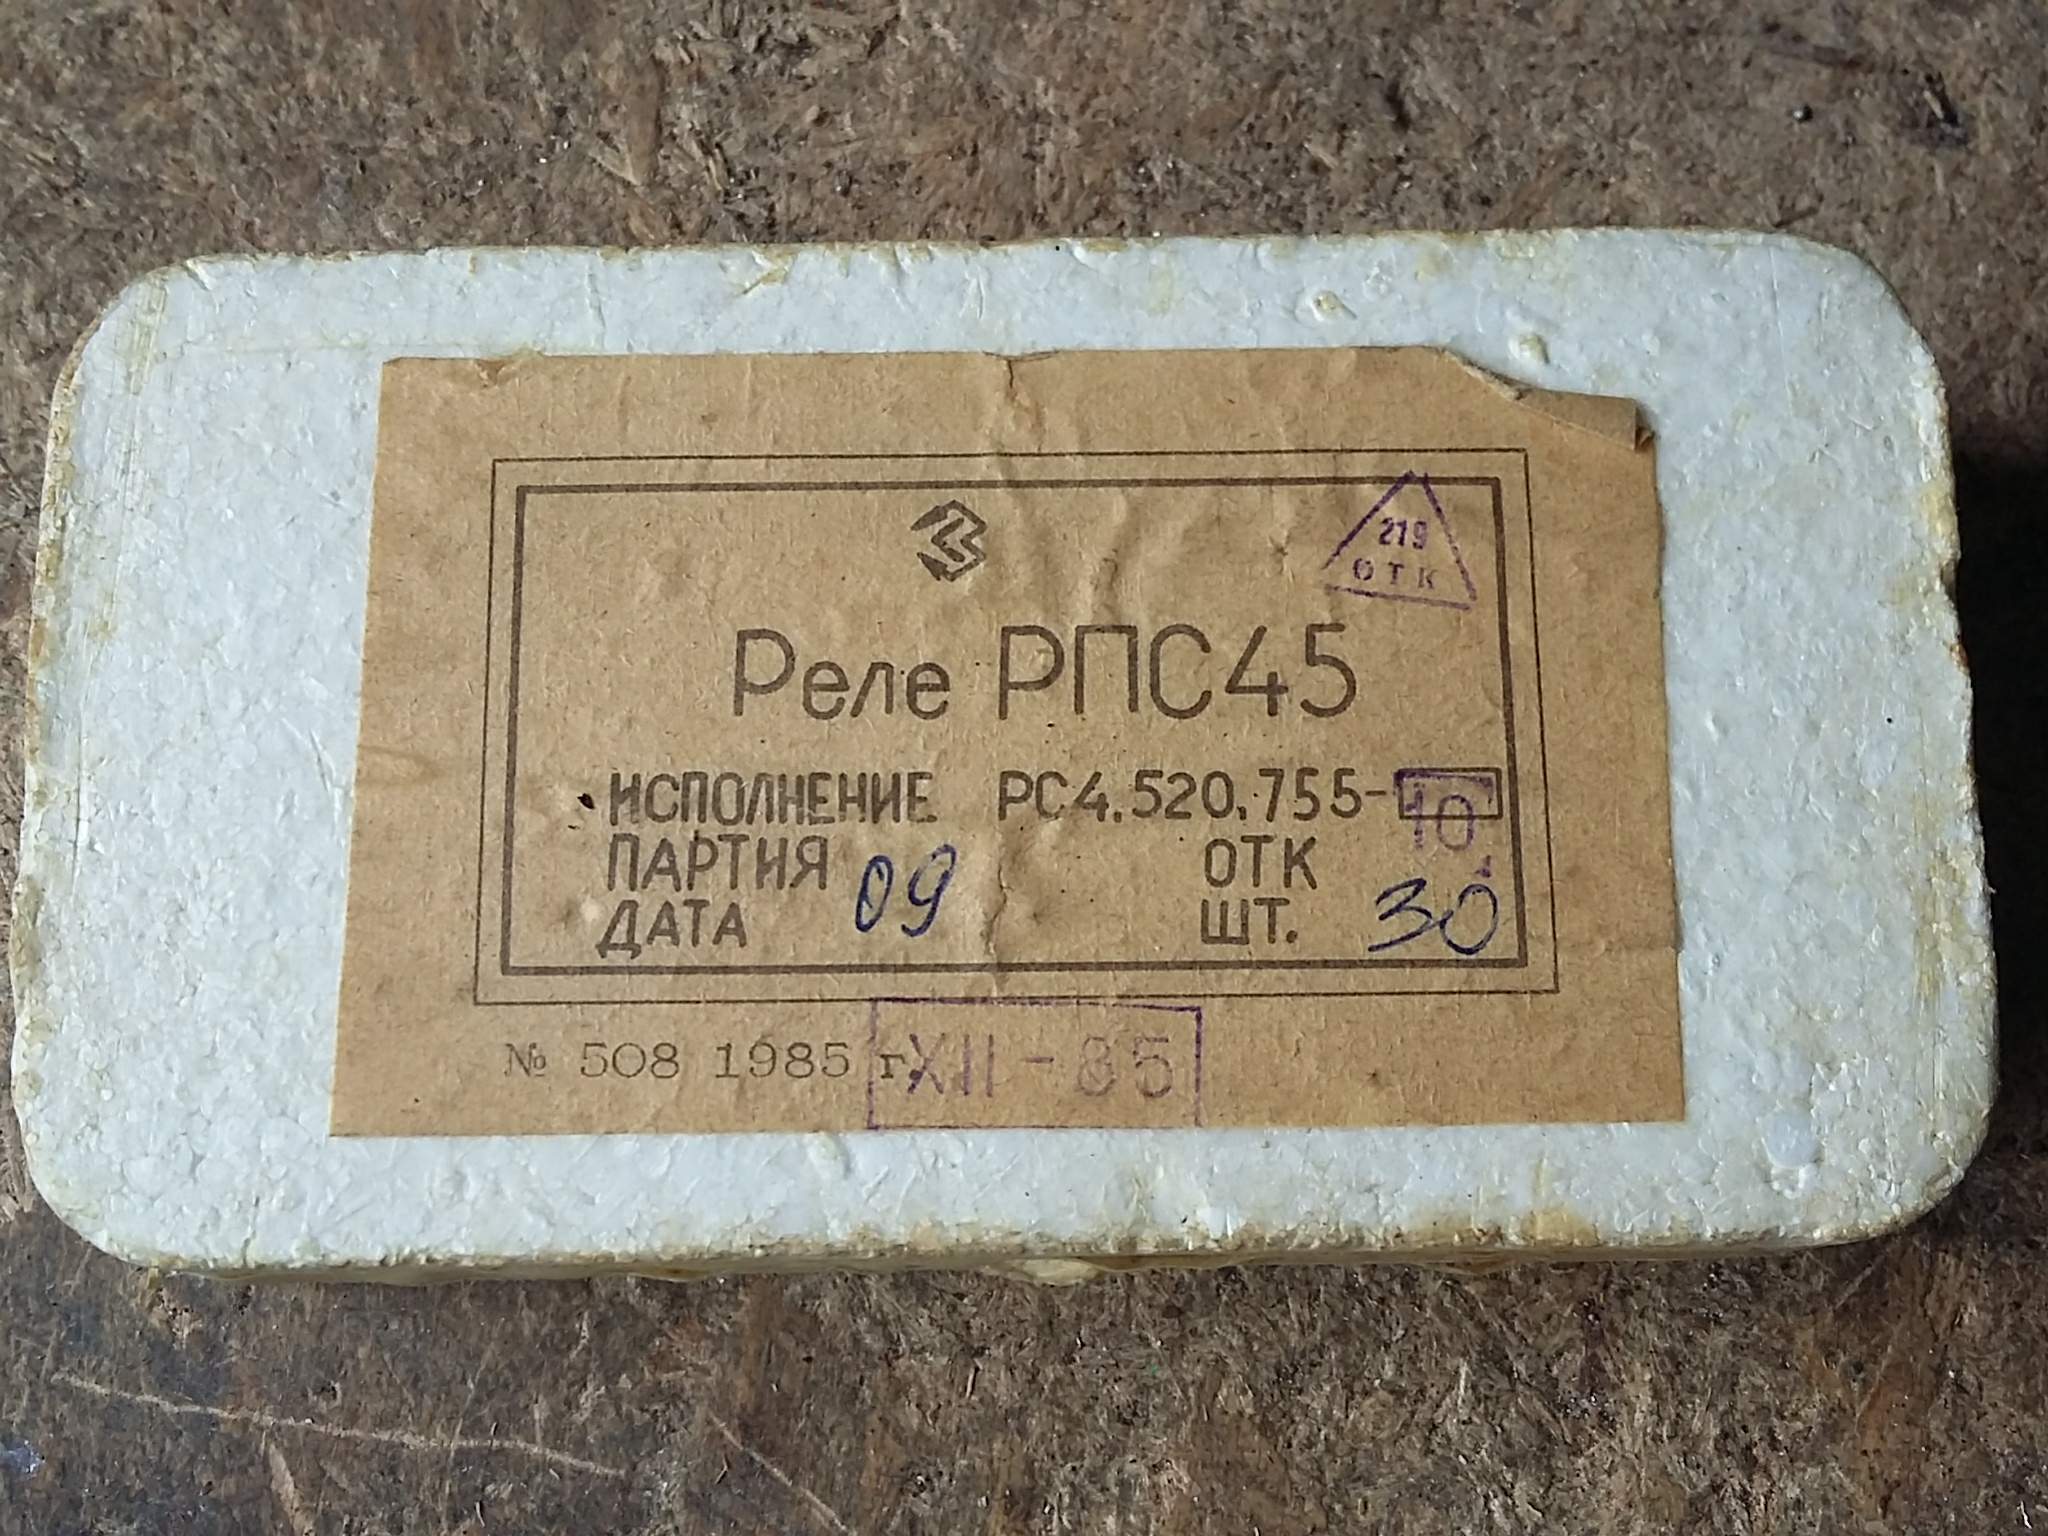 219
ОТК
Реле РПС45
ИСПОЛНЕНИЕ РС4.520.755-10
ПАРТИЯ 09 ОТК
ДАТА ШТ. 30
№ 508 1985 г. XII-85